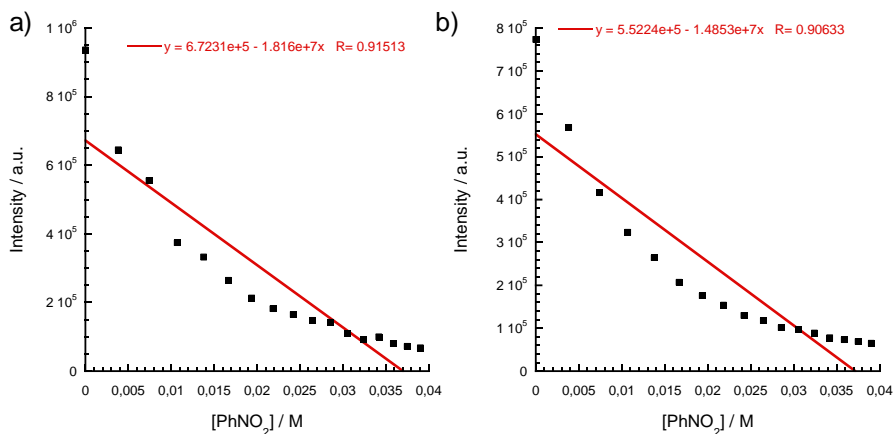 a)
y = 6.7231e+5 - 1.816e+7x R= 0.91513
1 10⁶
8 10⁵
6 10⁵
4 10⁵
2 10⁵
0
Intensity / a.u.
0 0,005 0,01 0,015 0,02 0,025 0,03 0,035 0,04
[PhNO₂] / M
b)
y = 5.5224e+5 - 1.4853e+7x R= 0.90633
8 10⁵
7 10⁵
6 10⁵
5 10⁵
4 10⁵
3 10⁵
2 10⁵
1 10⁵
0
Intensity / a.u.
0 0,005 0,01 0,015 0,02 0,025 0,03 0,035 0,04
[PhNO₂] / M